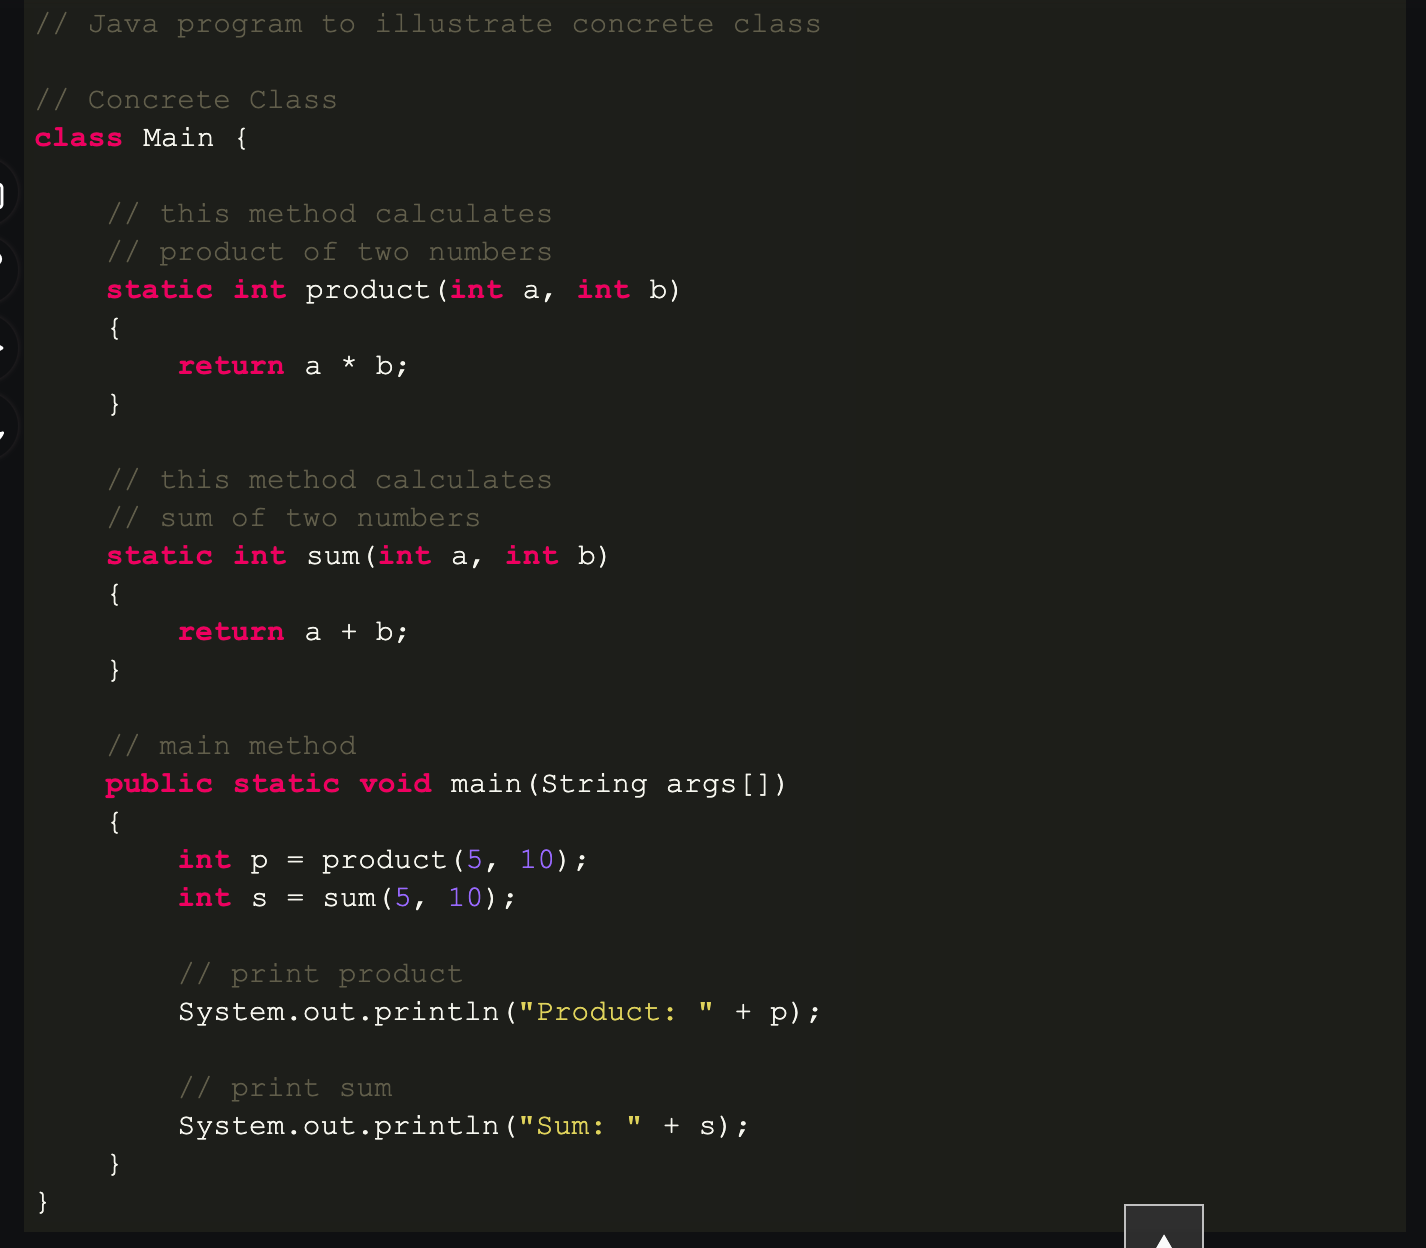 // Java program to illustrate concrete class
// Concrete Class
class Main {
// this method calculates
// product of two numbers
static int product(int a, int b)
{
return a * b;
}
// this method calculates
// sum of two numbers
static int sum(int a, int b)
{
return a + b;
}
// main method
public static void main(String args[])
{
int p = product(5, 10);
int s = sum(5, 10);
// print product
System.out.println("Product: " + p);
// print sum
System.out.println("Sum: " + s);
}
}